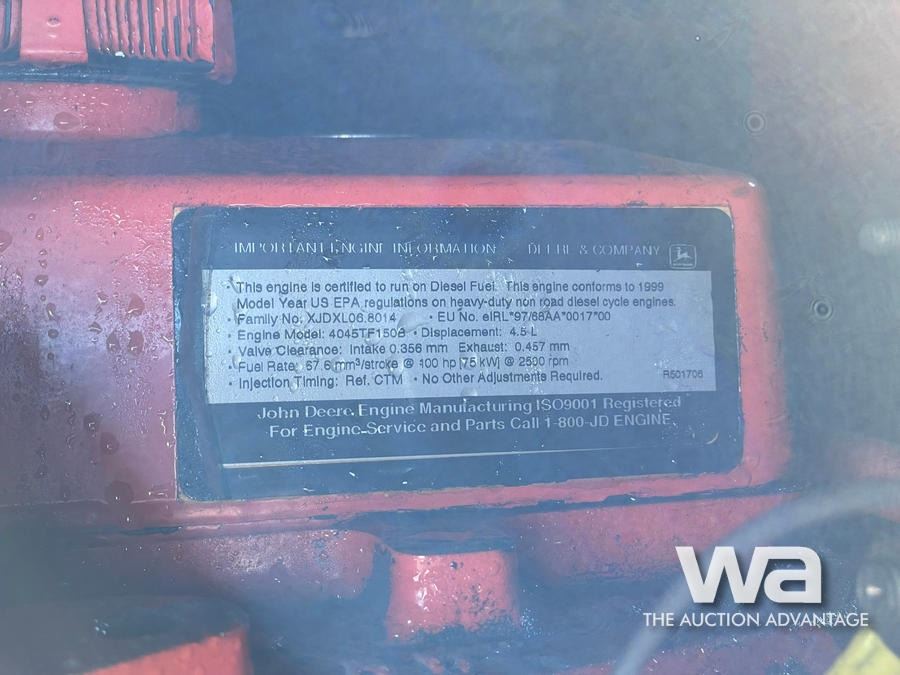 IMPORTANT ENGINE INFORMATION DEERE & COMPANY
• This engine is certified to run on Diesel Fuel. This engine conforms to 1999
Model Year US EPA regulations on heavy-duty non road diesel cycle engines.
• Family No. XJDXL06.8014 • EU No. eIRL*97/68AA*0017*00
• Engine Model: 4045TF150B • Displacement: 4.5 L
• Valve Clearance: Intake 0.356 mm Exhaust: 0.457 mm
• Fuel Rate: 67.6 mm³/stroke @ 100 hp [75 kW] @ 2500 rpm
• Injection Timing: Ref. CTM • No Other Adjustments Required. R501706
John Deere Engine Manufacturing ISO9001 Registered
For Engine Service and Parts Call 1-800-JD ENGINE.
wa
THE AUCTION ADVANTAGE